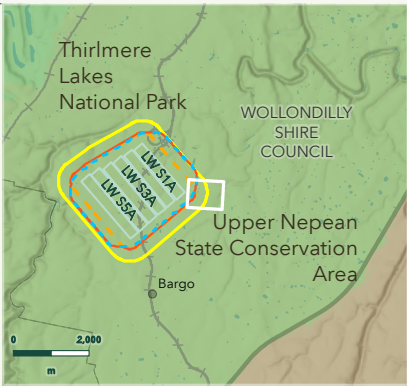 Thirlmere
Lakes
National Park
WOLLONDILLY
SHIRE
COUNCIL
LW S1A
LW S3A
LW S5A
Upper Nepean
State Conservation
Area
Bargo
0 2,000
m